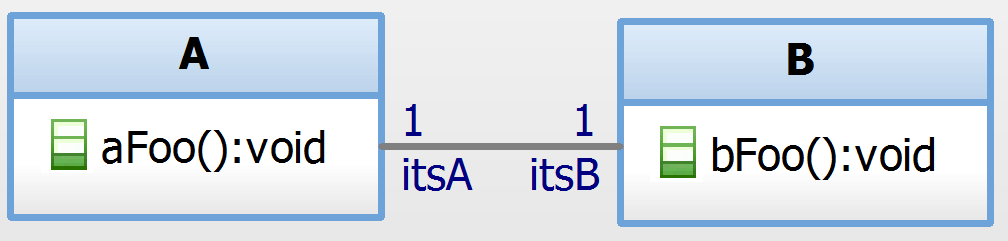 A
aFoo():void
1
itsA
1
itsB
B
bFoo():void